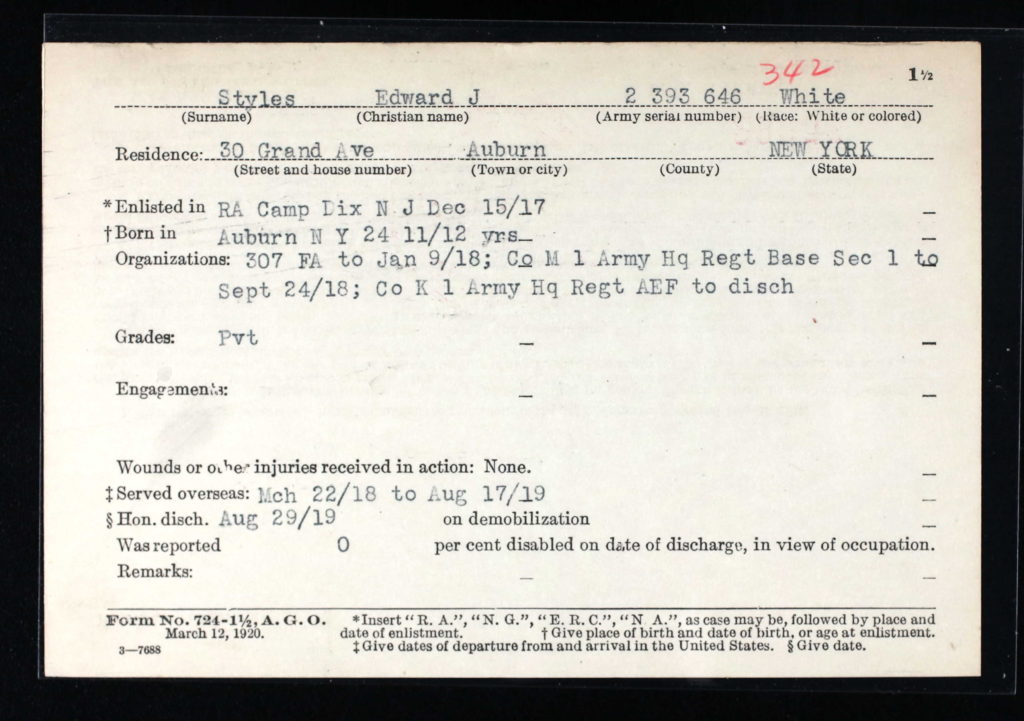 342
1½
Styles Edward J 2 393 646 White
(Surname) (Christian name) (Army serial number) (Race: White or colored)
Residence: 30 Grand Ave Auburn NEW YORK
(Street and house number) (Town or city) (County) (State)
*Enlisted in RA Camp Dix N J Dec 15/17
†Born in Auburn N Y 24 11/12 yrs
Organizations: 307 FA to Jan 9/18; Co M 1 Army Hq Regt Base Sec 1 to
Sept 24/18; Co K 1 Army Hq Regt AEF to disch
Grades: Pvt
Engagements:
Wounds or other injuries received in action: None.
‡Served overseas: Mch 22/18 to Aug 17/19
§Hon. disch. Aug 29/19 on demobilization
Was reported 0 per cent disabled on date of discharge, in view of occupation.
Remarks:
Form No. 724-1½, A. G. O. *Insert "R. A.", "N. G.", "E. R. C.", "N A.", as case may be, followed by place and
March 12, 1920. date of enlistment. †Give place of birth and date of birth, or age at enlistment.
3—7688 ‡Give dates of departure from and arrival in the United States. §Give date.